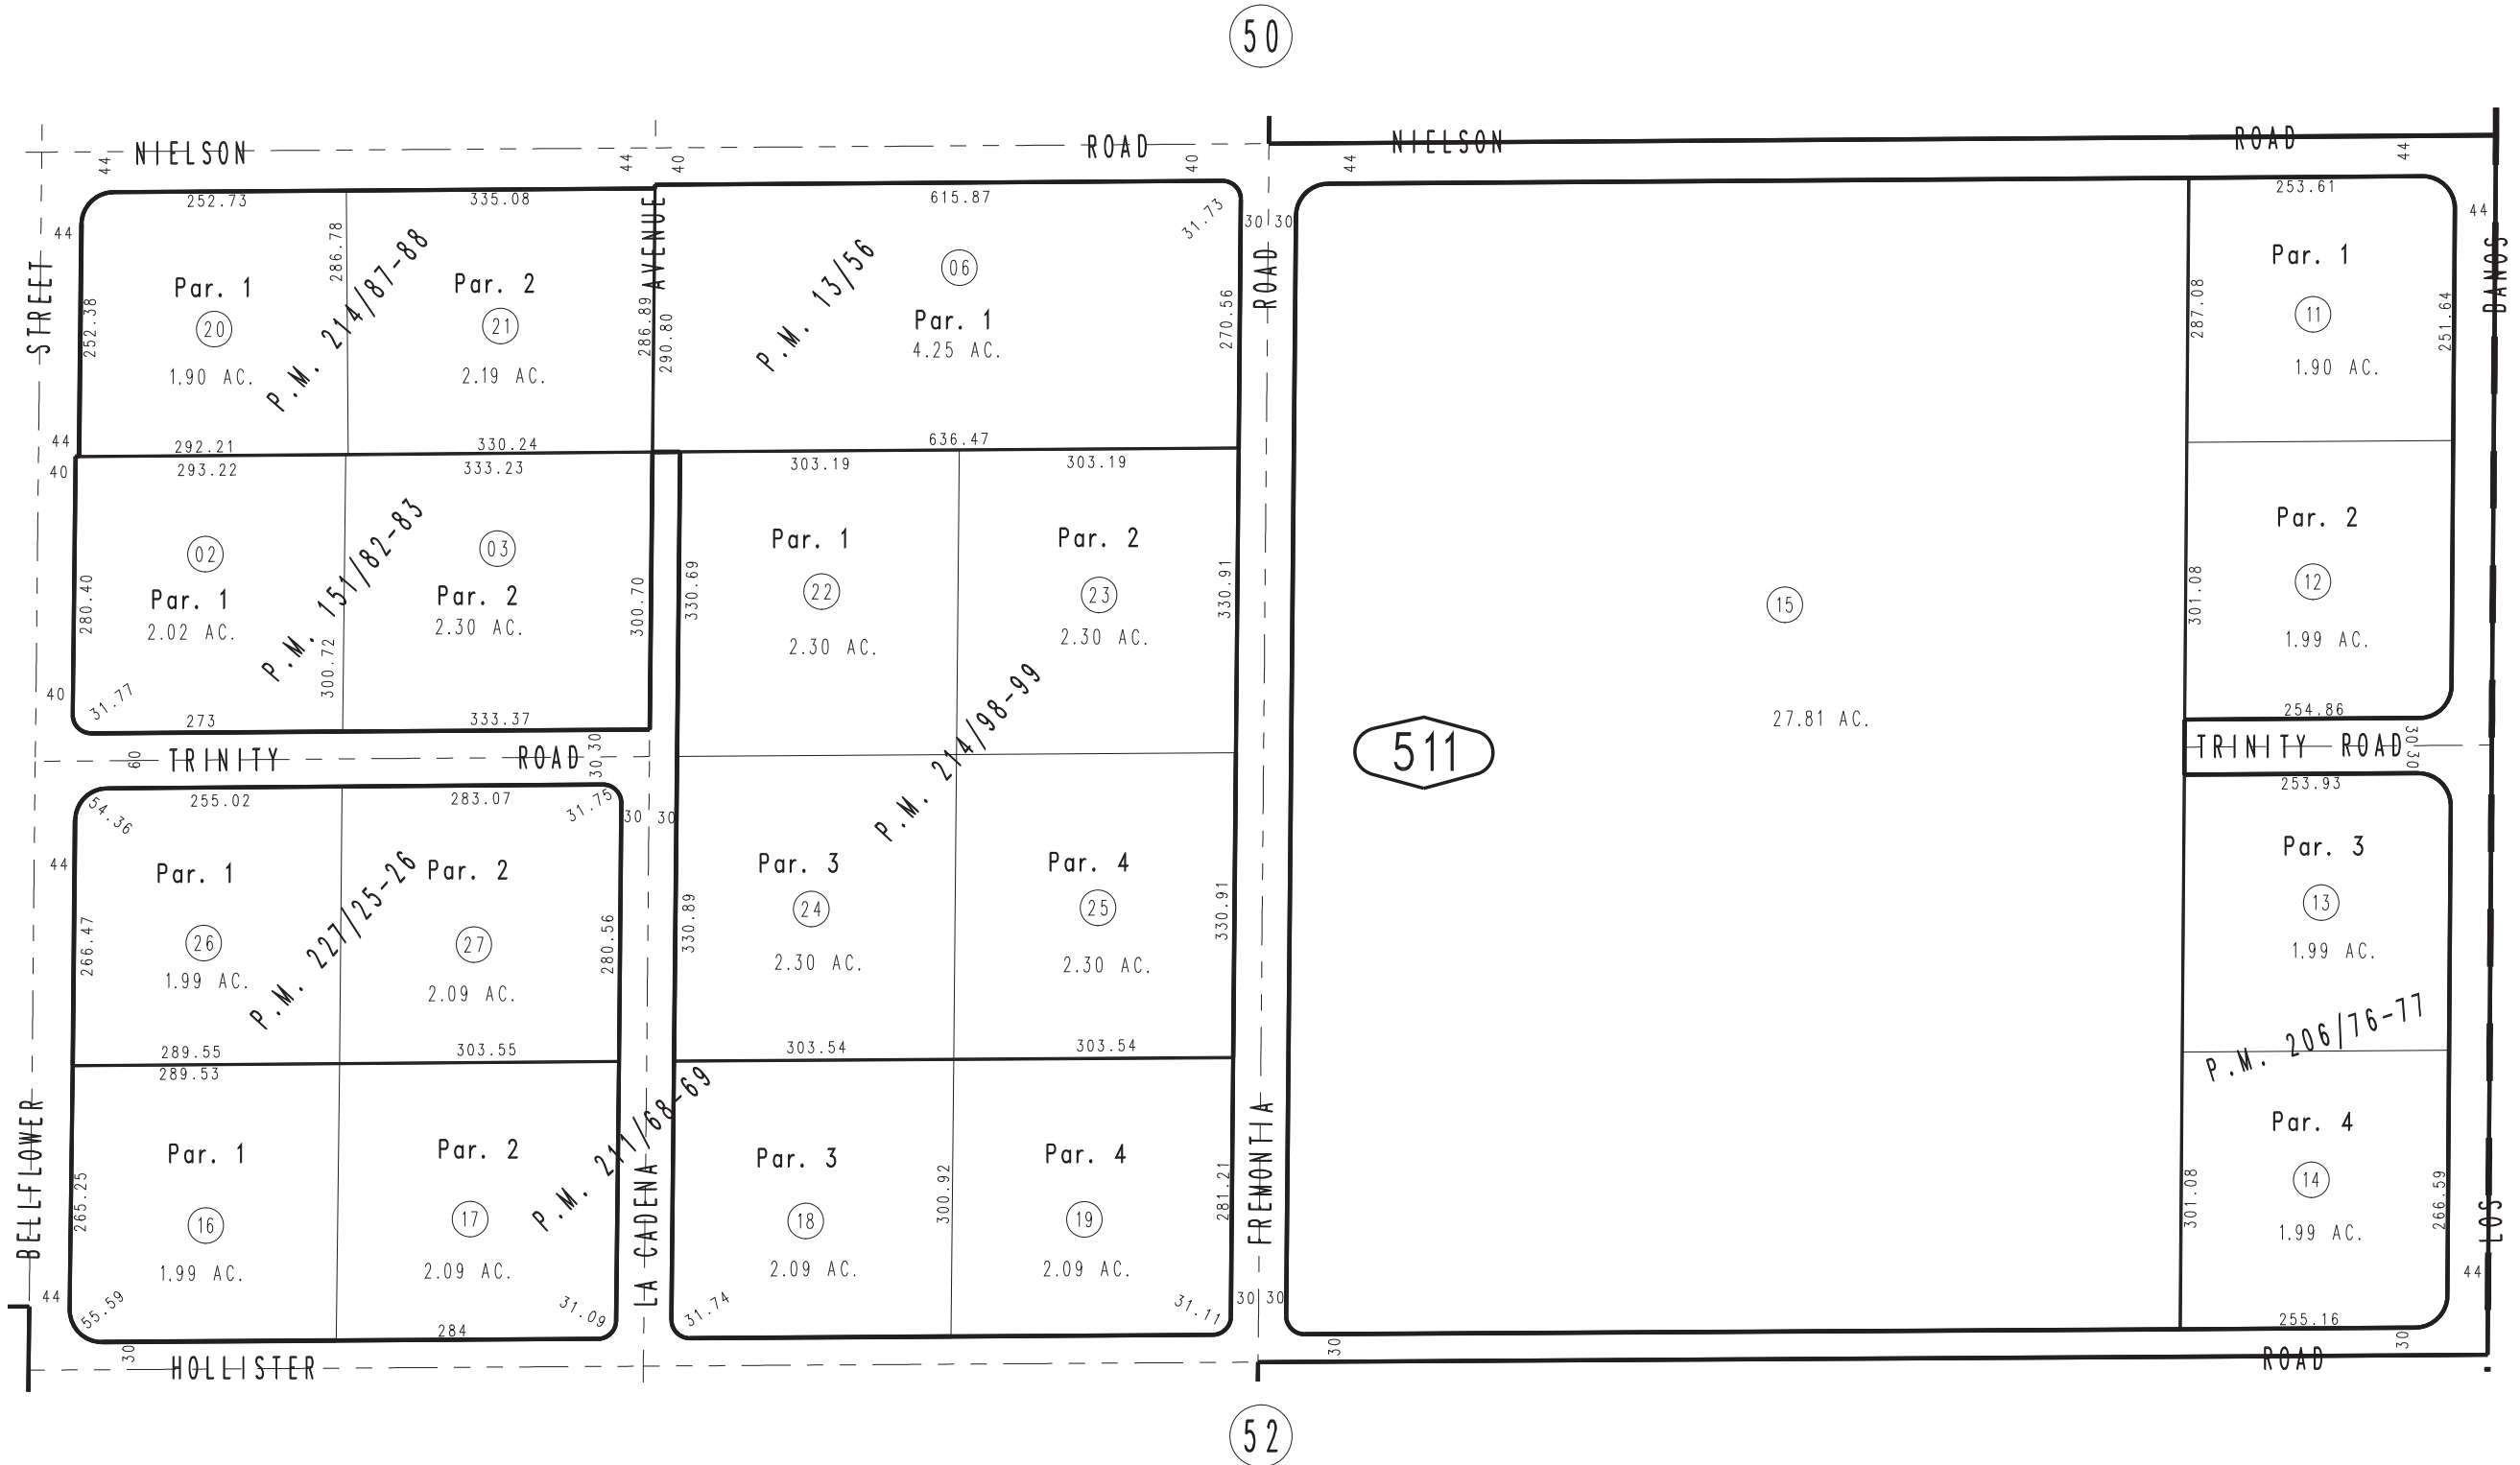 50
NIELSON
ROAD
NIELSON
ROAD
44
44
40
40
44
44
252.73
335.08
615.87
253.61
44
STREET
252.38
Par. 1
20
1.90 AC.
286.78
P.M. 214/87-88
Par. 2
21
2.19 AC.
286.89
AVENUE
290.80
P.M. 13/56
06
Par. 1
4.25 AC.
31.73
270.56
30
30
ROAD
287.08
Par. 1
11
1.90 AC.
251.64
44
DANOS
44
292.21
330.24
636.47
40
293.22
333.23
303.19
303.19
280.40
02
Par. 1
2.02 AC.
P.M. 151/82-83
300.72
03
Par. 2
2.30 AC.
300.70
330.69
Par. 1
22
2.30 AC.
Par. 2
23
2.30 AC.
330.91
15
27.81 AC.
301.08
Par. 2
12
1.99 AC.
40
31.77
273
333.37
254.86
60
TRINITY
ROAD
30
30
P.M. 214/98-99
511
TRINITY ROAD
30
30
54.36
255.02
283.07
31.75
30
30
253.93
44
266.47
Par. 1
26
1.99 AC.
P.M. 227/25-26
Par. 2
27
2.09 AC.
280.56
330.89
Par. 3
24
2.30 AC.
Par. 4
25
2.30 AC.
330.91
Par. 3
13
1.99 AC.
289.55
303.55
303.54
303.54
P.M. 206/76-77
289.53
BELLFLOWER
265.25
Par. 1
16
1.99 AC.
Par. 2
17
2.09 AC.
P.M. 211/68-69
LA CADENA
Par. 3
18
2.09 AC.
300.92
Par. 4
19
2.09 AC.
281.21
FREMONTIA
301.08
Par. 4
14
1.99 AC.
266.59
LOS
44
55.59
284
31.09
31.74
31.11
30
30
255.16
44
30
HOLLISTER
30
ROAD
30
52